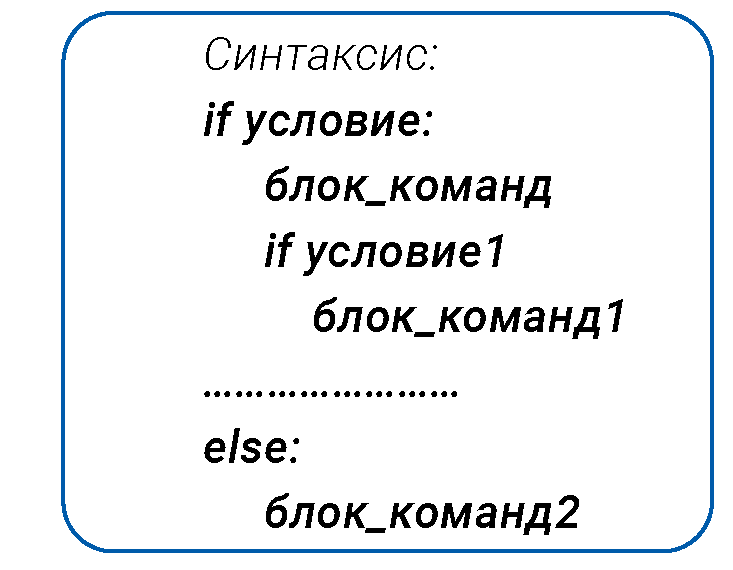 Синтаксис:
if условие:
блок_команд
if условие1
блок_команд1
……………………
else:
блок_команд2